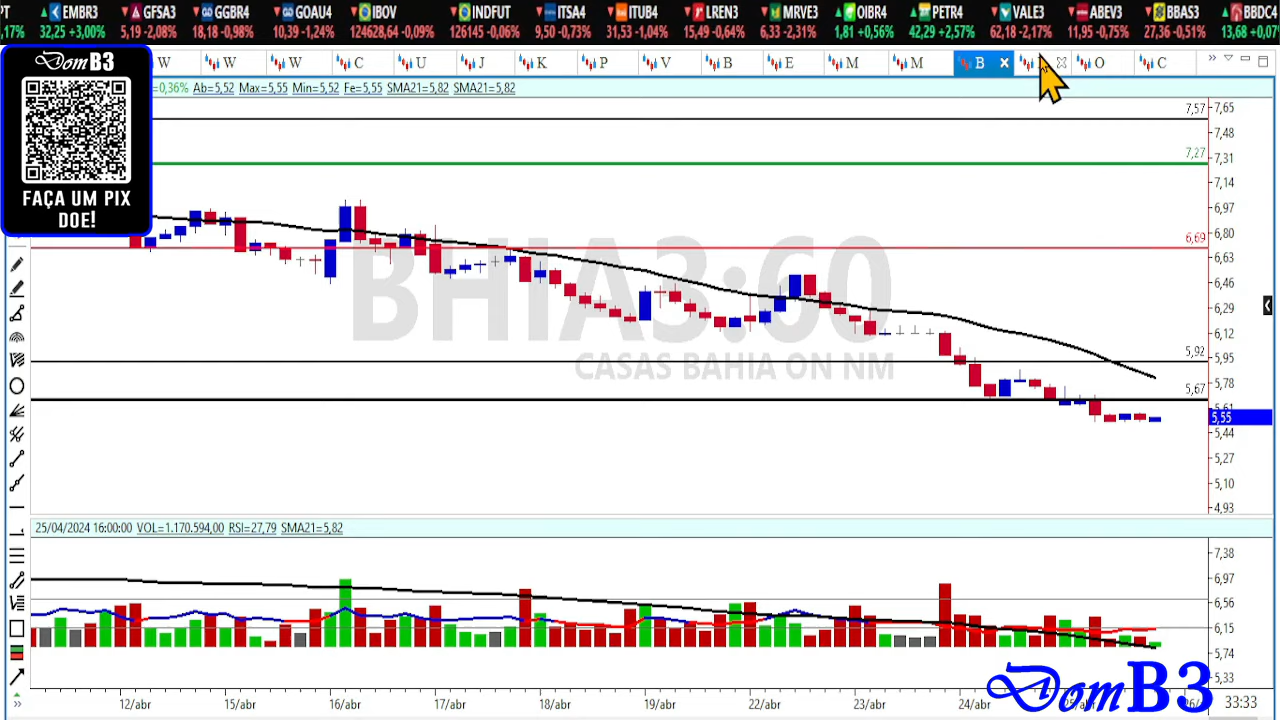 PT EMBR3 GFSA3 GGBR4 GOAU4 IBOV INDFUT ITSA4 ITUB4 LREN3 MRVE3 OIBR4 PETR4 VALE3 ABEV3 BBAS3 BBDC4
,17% 32,25 +3,00% 5,19 -2,08% 18,18 -0,98% 10,39 -1,24% 124628,64 -0,09% 126145 -0,06% 9,50 -0,73% 31,53 -1,04% 15,49 -0,64% 6,33 -2,31% 1,81 +0,56% 42,29 +2,57% 62,18 -2,17% 11,95 -0,75% 27,36 -0,51% 13,68 +0,07
W W W C U J K P V B E M M B O C
DomB3
FAÇA UM PIX
DOE!
=0,36% Ab=5,52 Max=5,55 Min=5,52 Fe=5,55 SMA21=5,82 SMA21=5,82
BHIA3:60
CASAS BAHIA ON NM
7,57
7,27
6,69
5,92
5,67
7,65
7,48
7,31
7,14
6,97
6,80
6,63
6,46
6,29
6,12
5,95
5,78
5,61
5,55
5,44
5,27
5,10
4,93
25/04/2024 16:00:00 VOL=1.170.594,00 RSI=27,79 SMA21=5,82
7,38
6,97
6,56
6,15
5,74
5,33
12/abr 15/abr 16/abr 17/abr 18/abr 19/abr 22/abr 23/abr 24/abr 25/abr 26/
DomB3
33:33